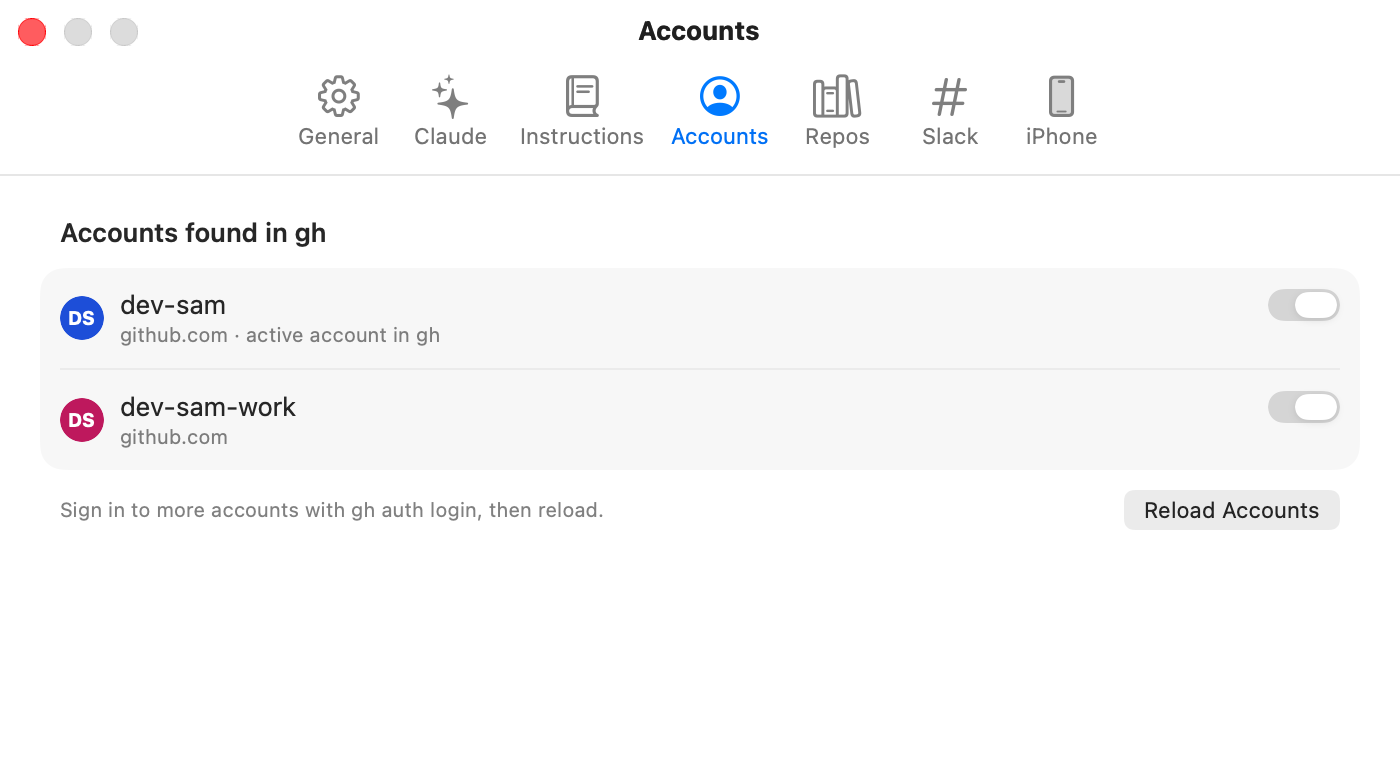 Accounts
General
Claude
Instructions
Accounts
Repos
Slack
iPhone
Accounts found in gh
DS
dev-sam
github.com · active account in gh
DS
dev-sam-work
github.com
Sign in to more accounts with gh auth login, then reload.
Reload Accounts